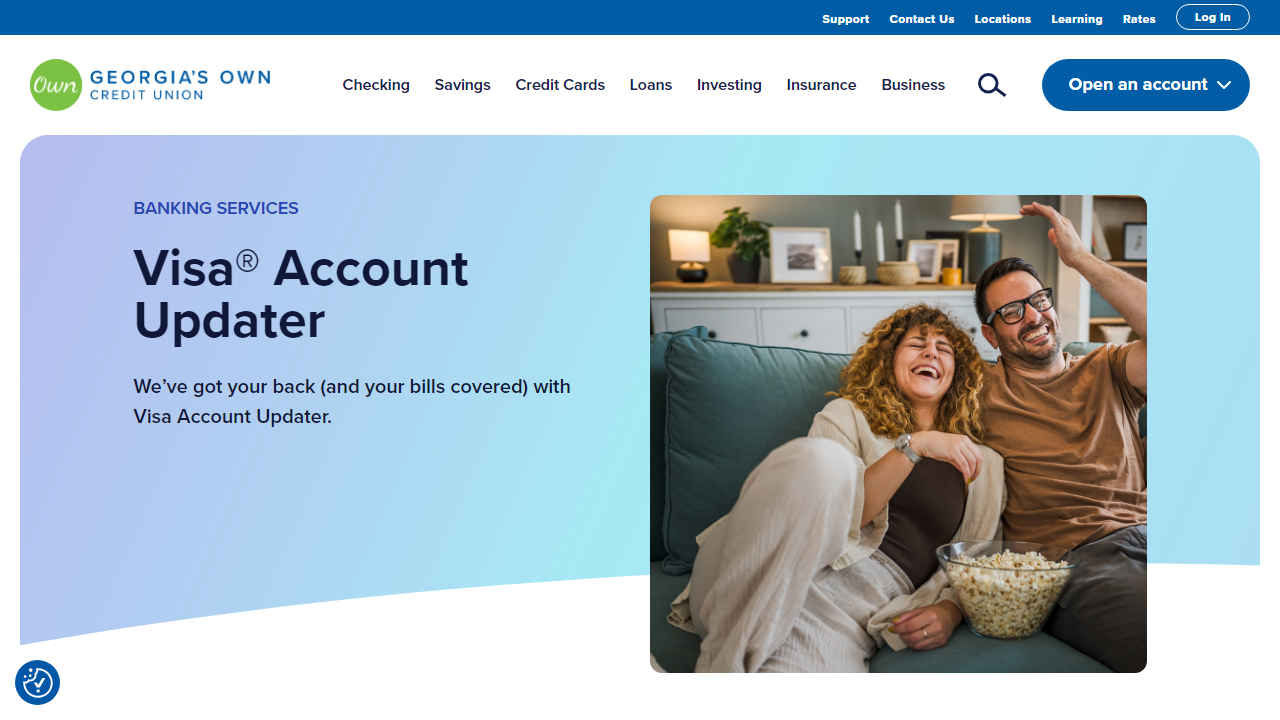 Support Contact Us Locations Learning Rates Log In
Own GEORGIA'S OWN
CREDIT UNION
Checking Savings Credit Cards Loans Investing Insurance Business Open an account
BANKING SERVICES
Visa® Account
Updater
We’ve got your back (and your bills covered) with
Visa Account Updater.